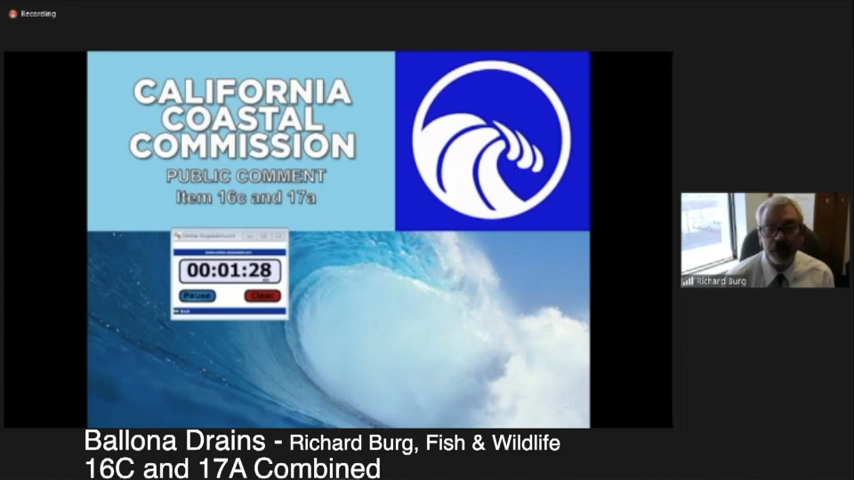 Recording
CALIFORNIA
COASTAL
COMMISSION
PUBLIC COMMENT
Item 16c and 17a
00:01:28
Pause
Clear
Richard Burg
Ballona Drains - Richard Burg, Fish & Wildlife
16C and 17A Combined